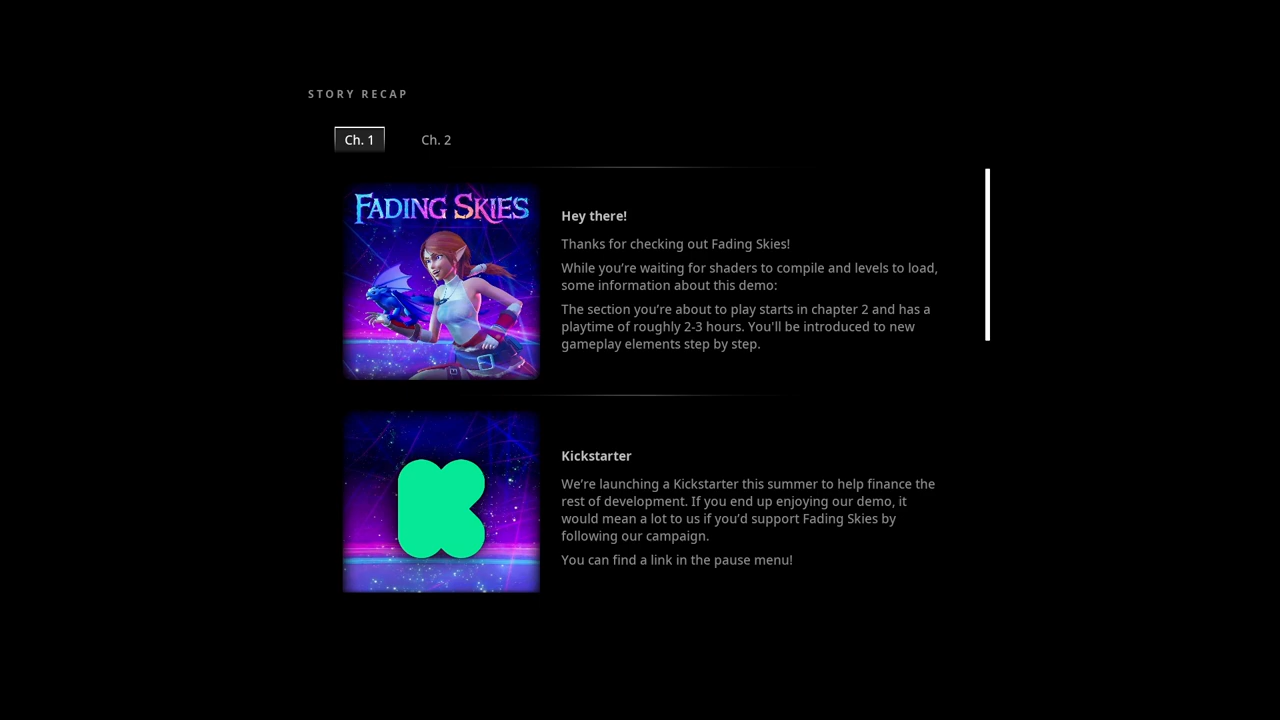 STORY RECAP
Ch. 1
Ch. 2
FADING SKIES
Hey there!
Thanks for checking out Fading Skies!
While you’re waiting for shaders to compile and levels to load,
some information about this demo:
The section you’re about to play starts in chapter 2 and has a
playtime of roughly 2-3 hours. You'll be introduced to new
gameplay elements step by step.
Kickstarter
We’re launching a Kickstarter this summer to help finance the
rest of development. If you end up enjoying our demo, it
would mean a lot to us if you’d support Fading Skies by
following our campaign.
You can find a link in the pause menu!